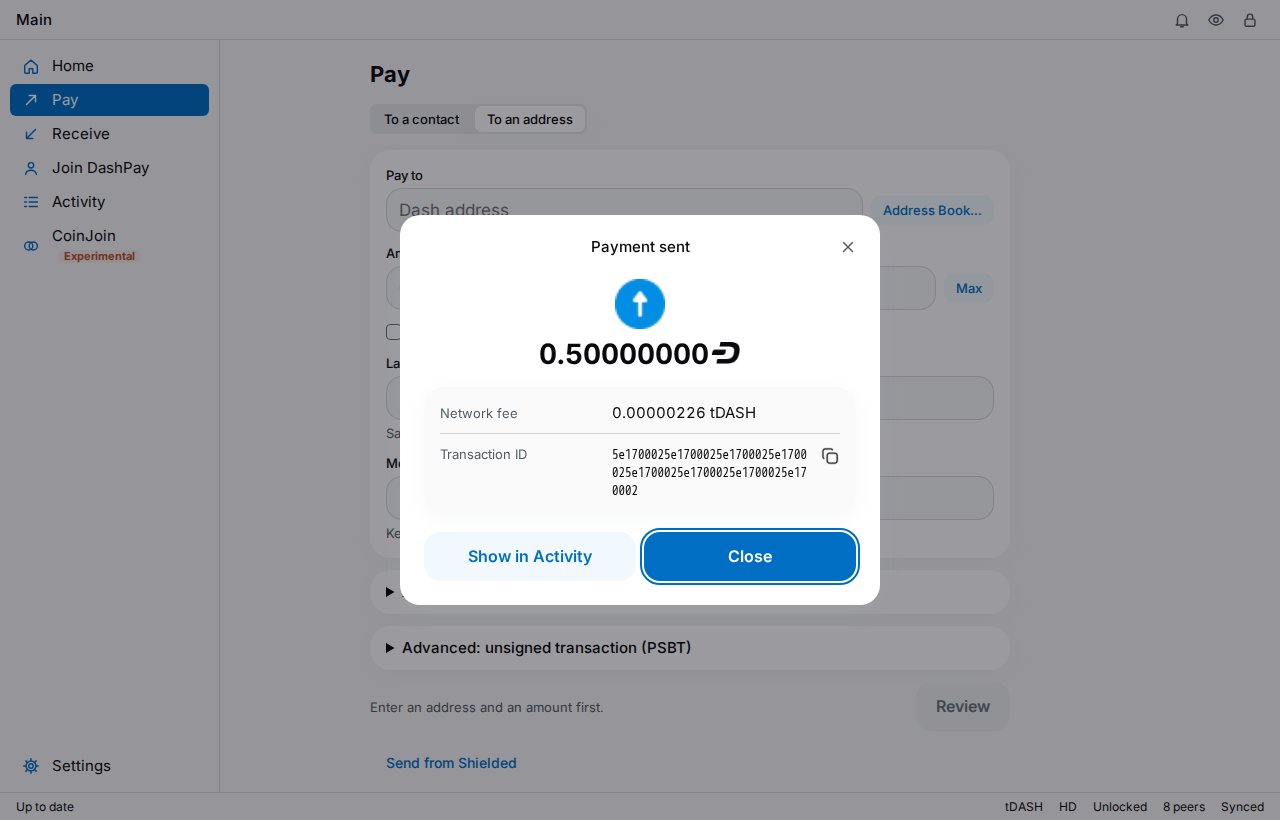 Main
Home
Pay
Receive
Join DashPay
Activity
CoinJoin
Experimental
Settings
Pay
To a contact
To an address
Pay to
Dash address
Address Book...
Max
Payment sent
0.50000000
Network fee
0.00000226 tDASH
Transaction ID
5e1700025e1700025e1700025e1700
025e1700025e1700025e1700025e17
0002
Show in Activity
Close
Advanced: unsigned transaction (PSBT)
Enter an address and an amount first.
Review
Send from Shielded
Up to date
tDASH
HD
Unlocked
8 peers
Synced